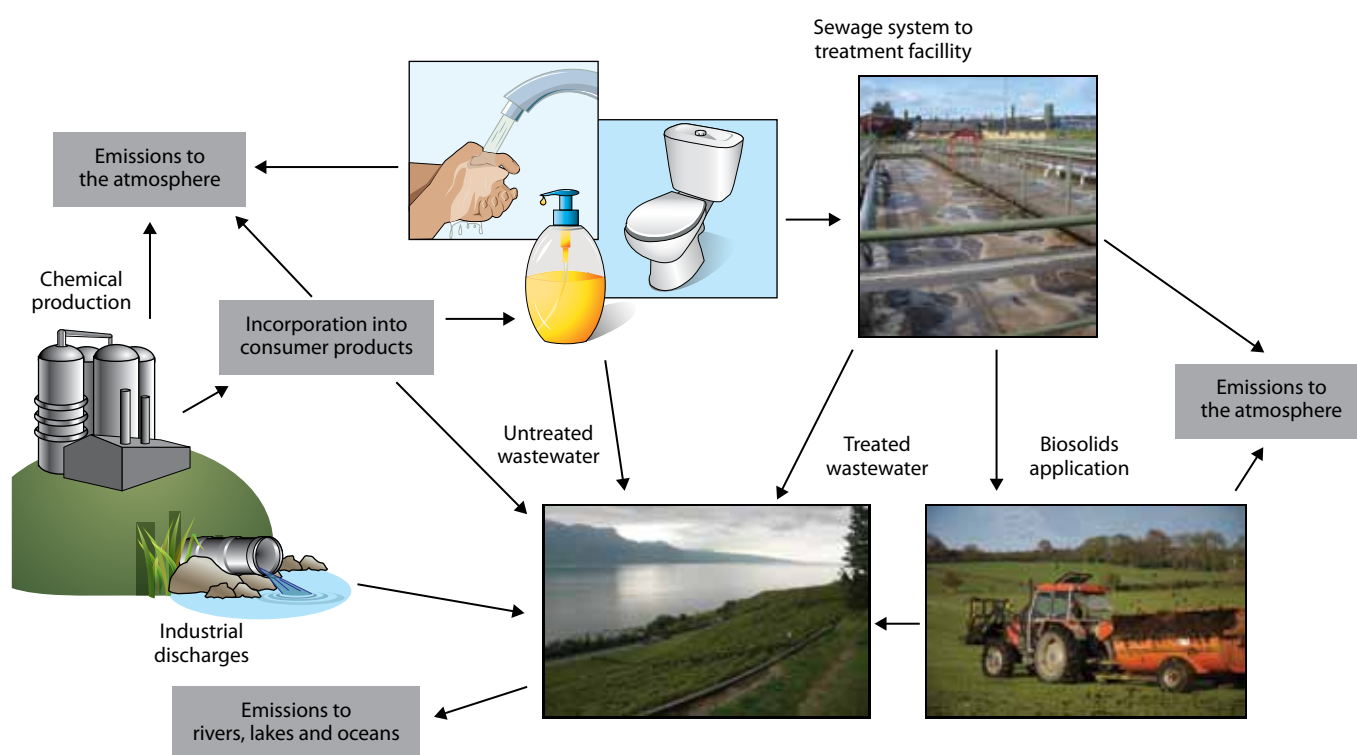 Sewage system to
treatment facillity
Emissions to
the atmosphere
Chemical
production
Incorporation into
consumer products
Emissions to
the atmosphere
Untreated
wastewater
Treated
wastewater
Biosolids
application
Industrial
discharges
Emissions to
rivers, lakes and oceans